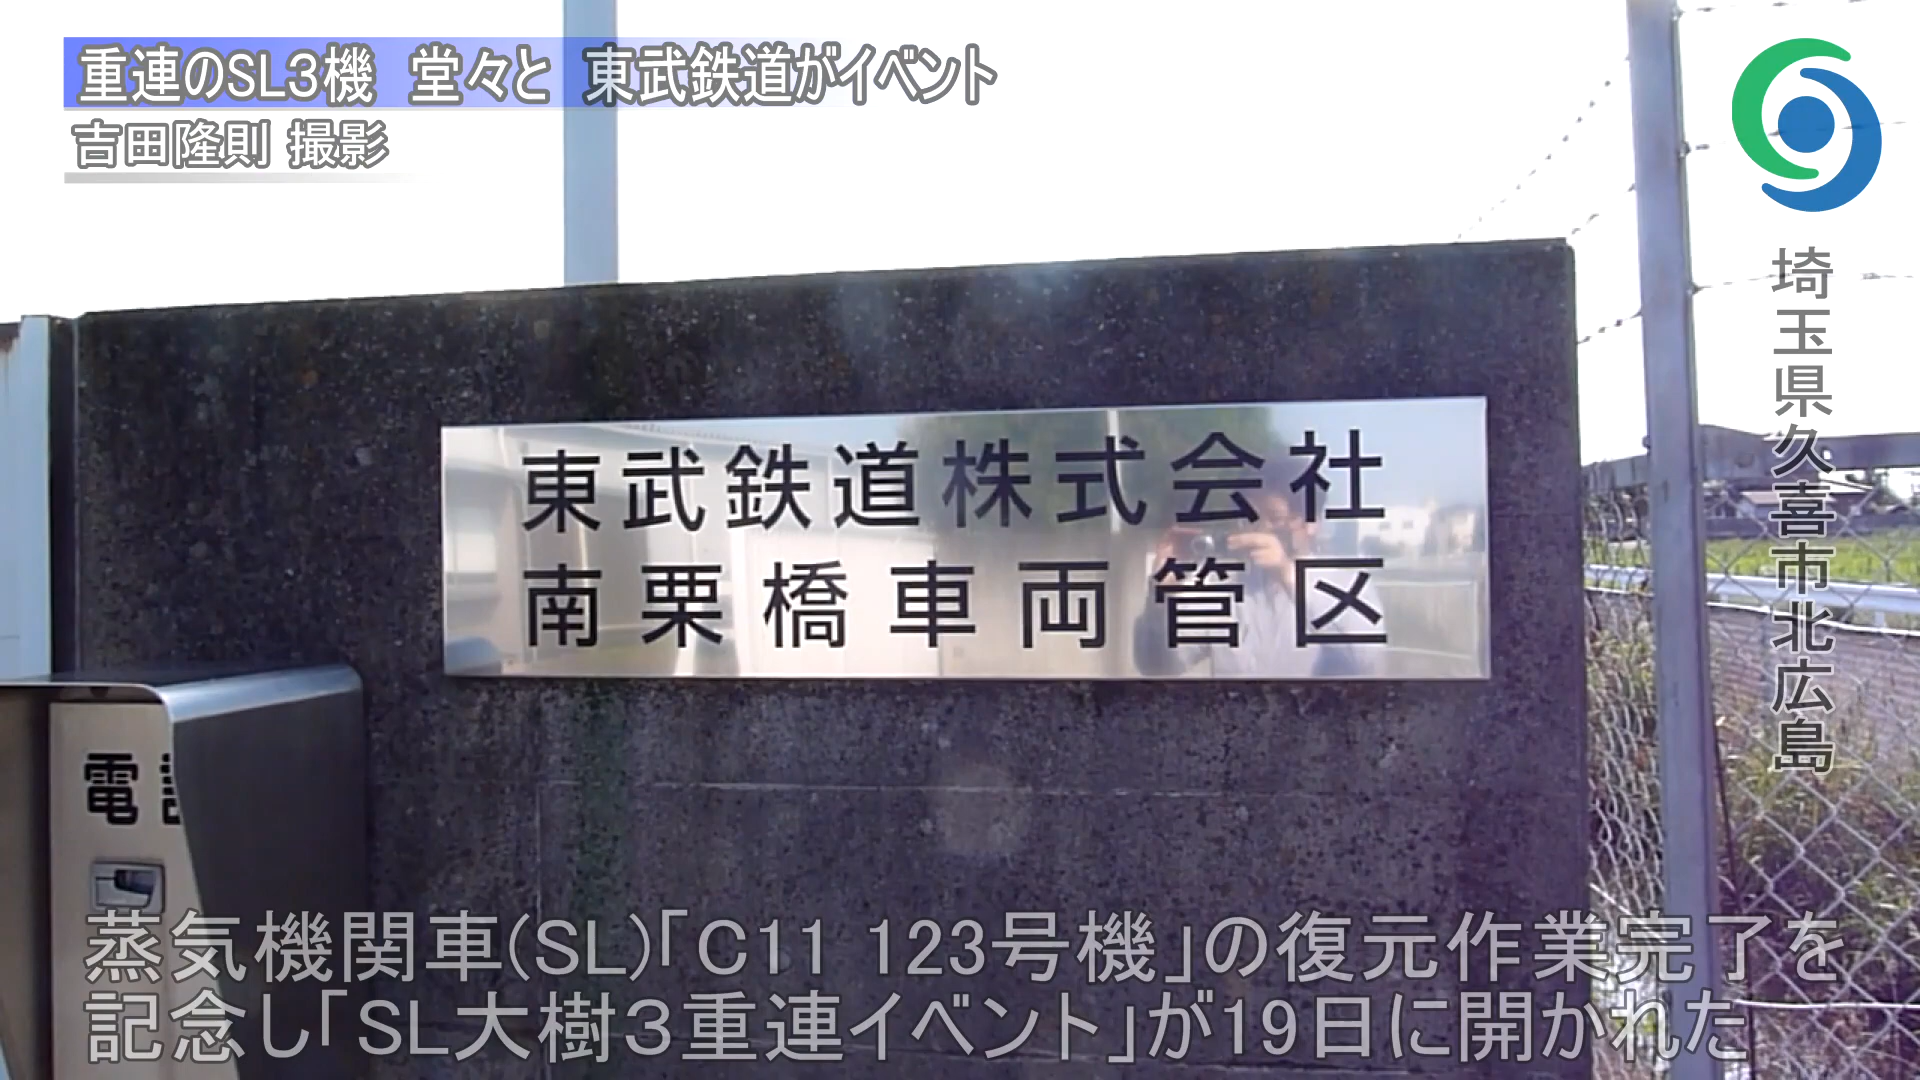 重連のSL3機　堂々と　東武鉄道がイベント
吉田隆則 撮影
埼玉県久喜市北広島
東武鉄道株式会社
南栗橋車両管区
電
蒸気機関車(SL)｢C11 123号機｣の復元作業完了を
記念し｢SL大樹３重連イベント｣が19日に開かれた